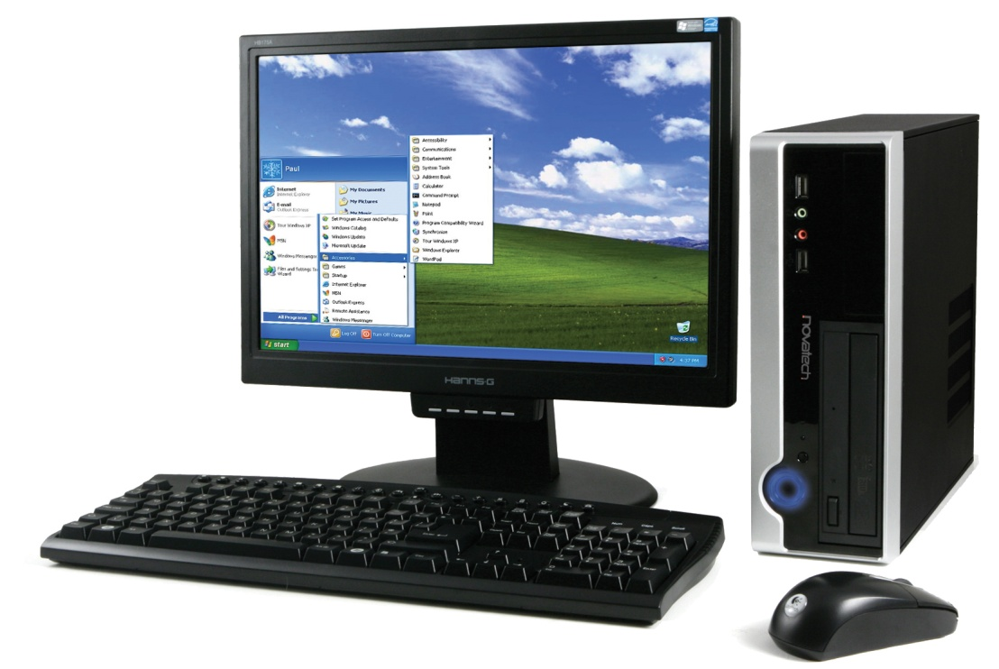 HB171A
Paul
Internet
Internet Explorer
E-mail
Outlook Express
Tour Windows XP
MSN
Windows Messenger
Files and Settings Tr
Wizard
All Programs
My Documents
My Pictures
My Music
Set Program Access and Defaults
Windows Catalog
Windows Update
Microsoft Update
Accessories
Games
Startup
Internet Explorer
MSN
Outlook Express
Remote Assistance
Windows Messenger
Accessibility
Communications
Entertainment
System Tools
Address Book
Calculator
Command Prompt
Notepad
Paint
Program Compatibility Wizard
Synchronize
Tour Windows XP
Windows Explorer
WordPad
Log Off
Turn Off Computer
start
Recycle Bin
4:37 PM
HANNS·G
novatech